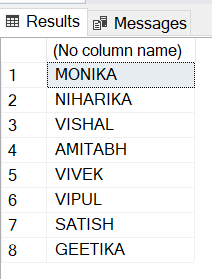 Results Messages
(No column name)
1 MONIKA
2 NIHARIKA
3 VISHAL
4 AMITABH
5 VIVEK
6 VIPUL
7 SATISH
8 GEETIKA